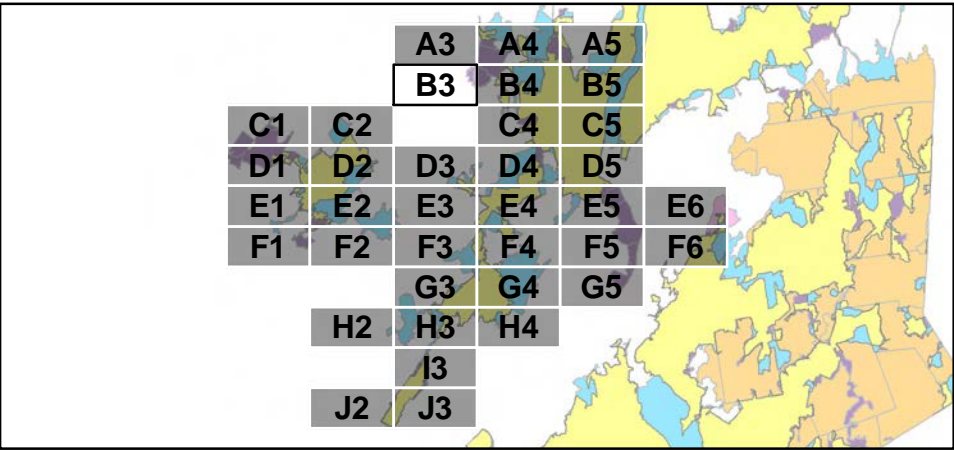 A3 A4 A5
B3 B4 B5
C1 C2 C4 C5
D1 D2 D3 D4 D5
E1 E2 E3 E4 E5 E6
F1 F2 F3 F4 F5 F6
G3 G4 G5
H2 H3 H4
I3
J2 J3